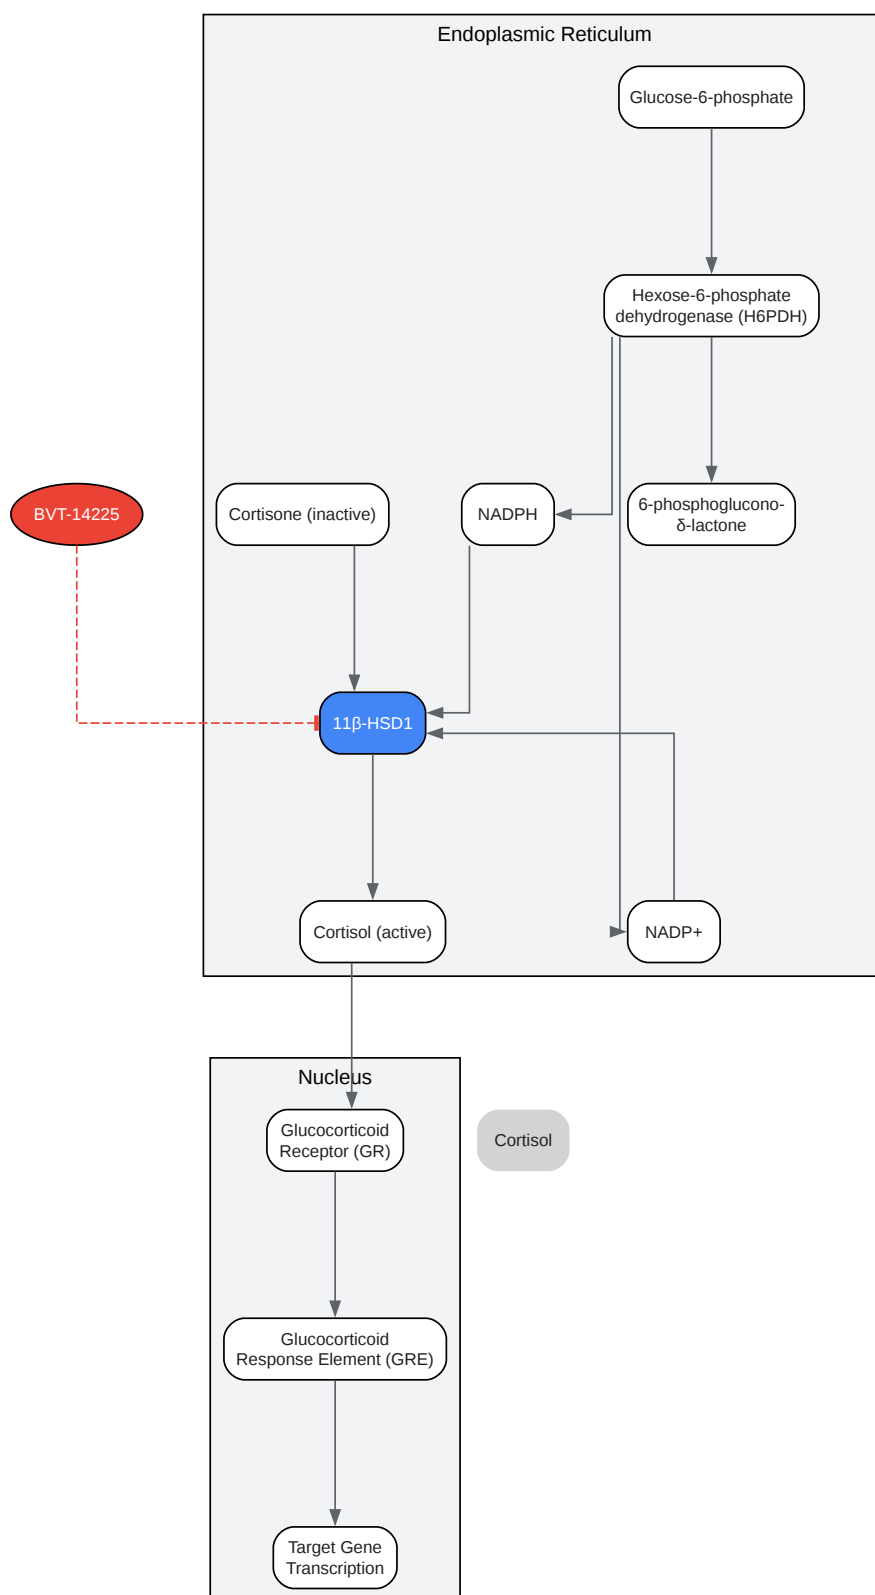 Endoplasmic Reticulum
Glucose-6-phosphate
Hexose-6-phosphate
dehydrogenase (H6PDH)
BVT-14225
Cortisone (inactive)
NADPH
6-phosphoglucono-
δ-lactone
11β-HSD1
Cortisol (active)
NADP+
Nucleus
Glucocorticoid
Receptor (GR)
Cortisol
Glucocorticoid
Response Element (GRE)
Target Gene
Transcription